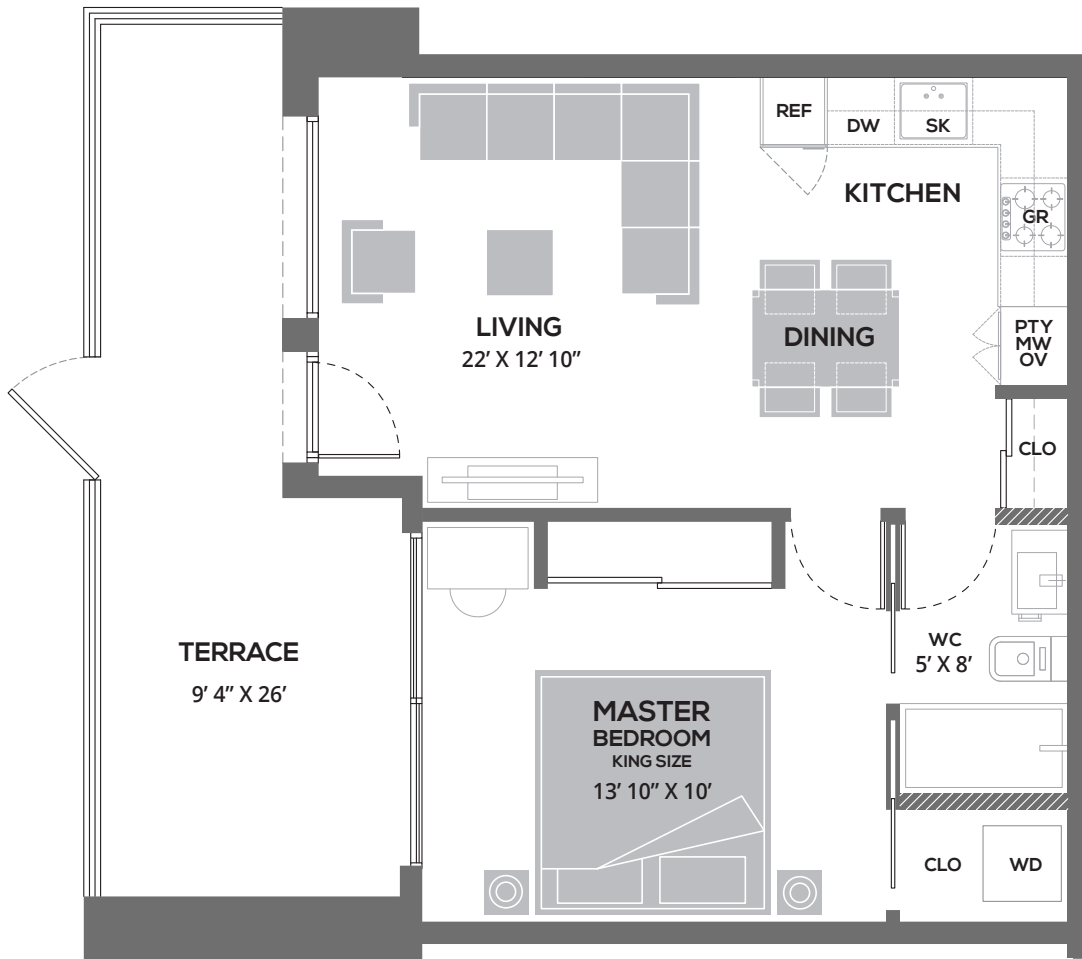 REF
DW
SK
KITCHEN
GR
LIVING
22’ X 12’ 10”
DINING
PTY
MW
OV
CLO
TERRACE
9’ 4” X 26’
WC
5’ X 8’
MASTER
BEDROOM
KING SIZE
13’ 10” X 10’
CLO
WD